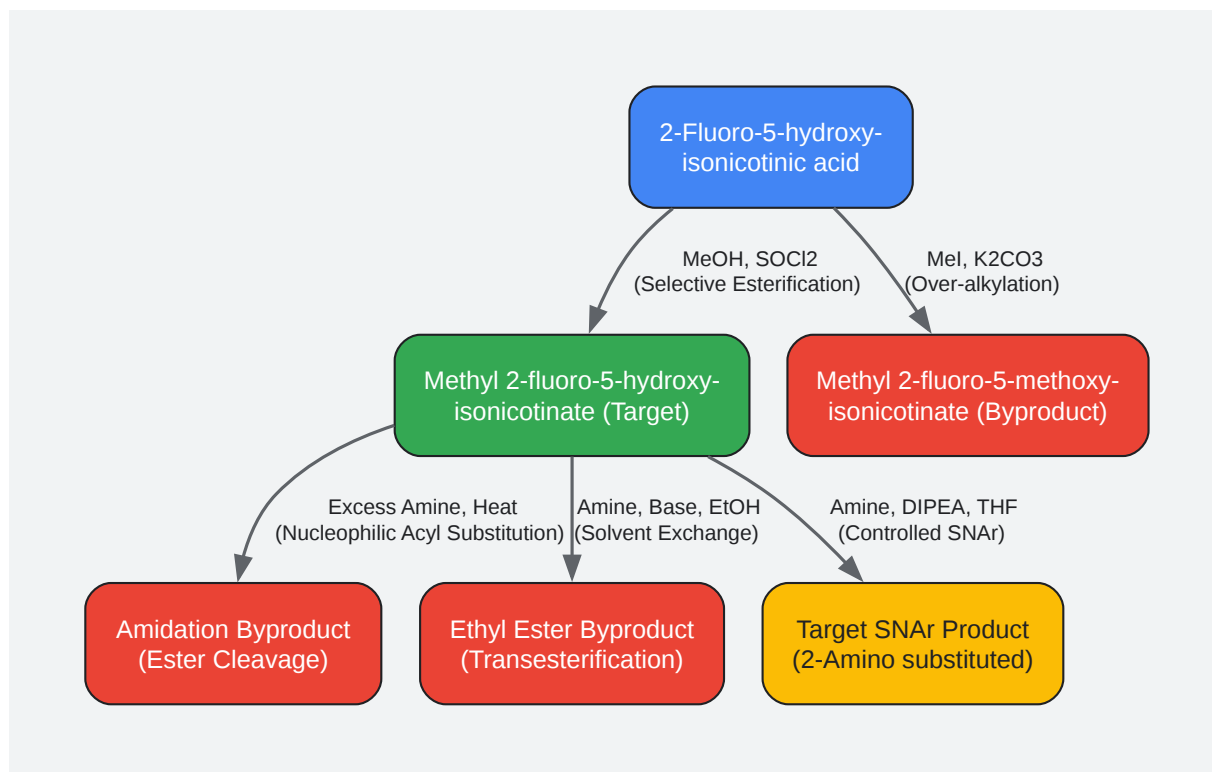 2-Fluoro-5-hydroxy-
isonicotinic acid
MeOH, SOCl2
(Selective Esterification)
MeI, K2CO3
(Over-alkylation)
Methyl 2-fluoro-5-hydroxy-
isonicotinate (Target)
Methyl 2-fluoro-5-methoxy-
isonicotinate (Byproduct)
Excess Amine, Heat
(Nucleophilic Acyl Substitution)
Amine, Base, EtOH
(Solvent Exchange)
Amine, DIPEA, THF
(Controlled SNAr)
Amidation Byproduct
(Ester Cleavage)
Ethyl Ester Byproduct
(Transesterification)
Target SNAr Product
(2-Amino substituted)